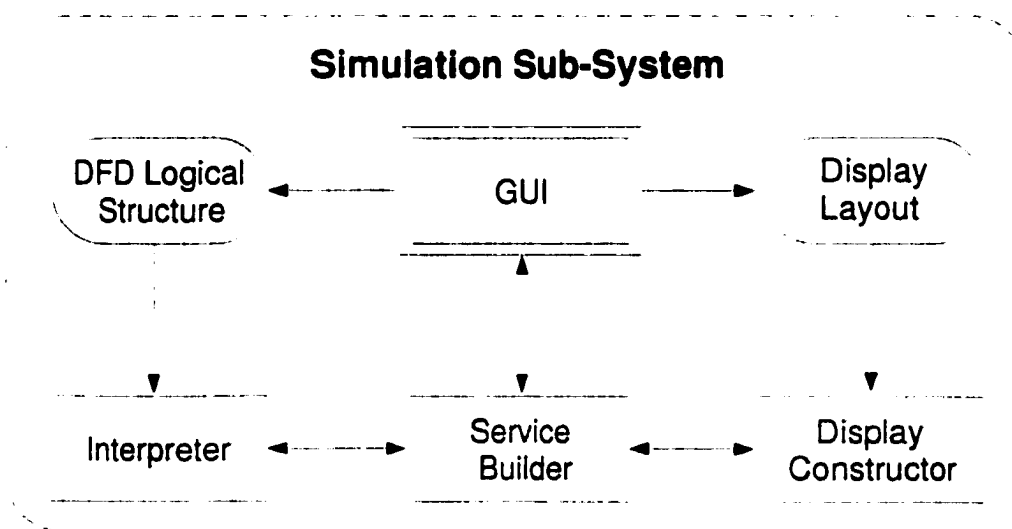 Simulation Sub-System
DFD Logical
Structure
GUI
Display
Layout
Interpreter
Service
Builder
Display
Constructor